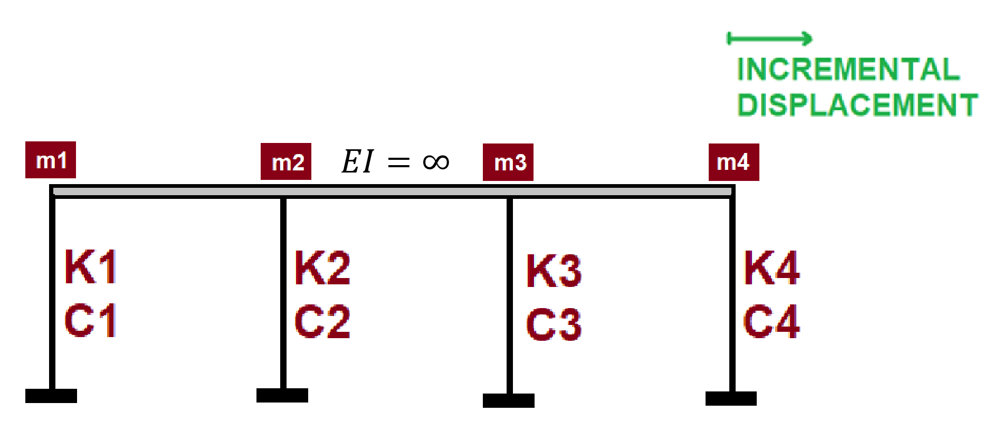 INCREMENTAL
DISPLACEMENT
m1
m2
EI = ∞
m3
m4
K1
C1
K2
C2
K3
C3
K4
C4